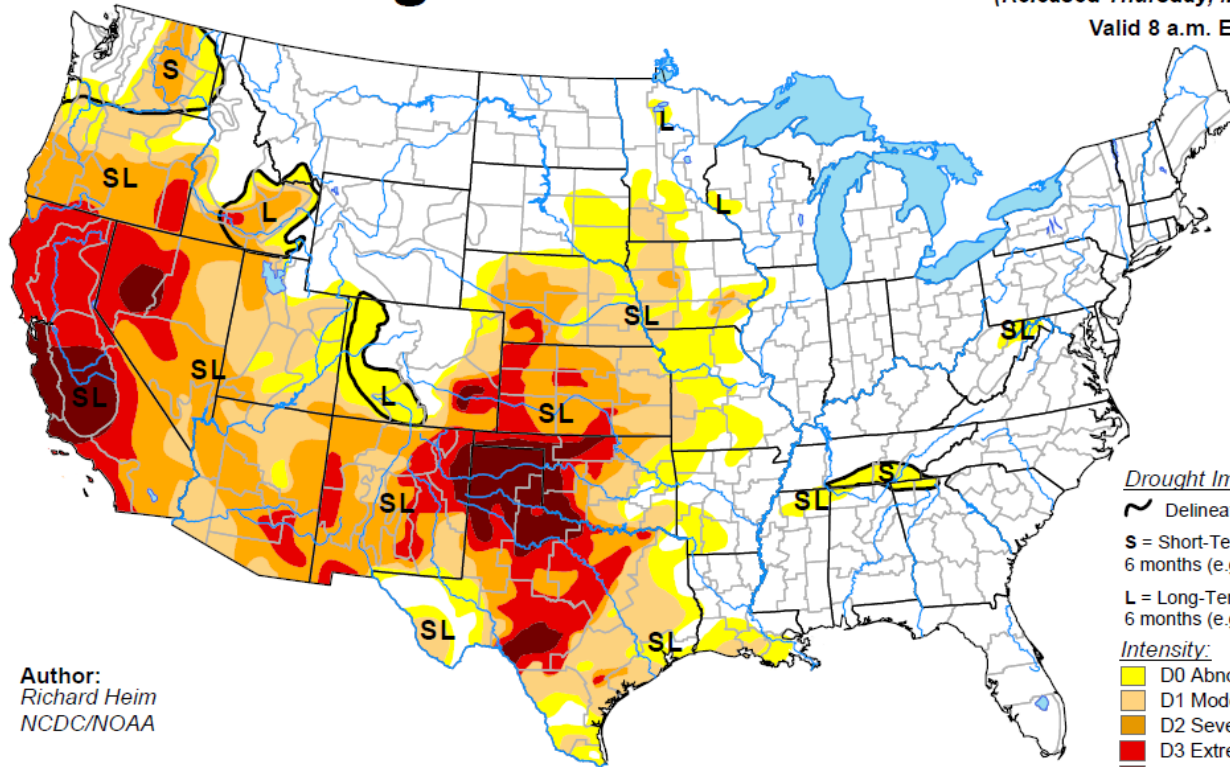 Valid 8 a.m. E
S
SL
L
L
L
SL
SL
SL
SL
L
SL
SL
S
SL
SL
SL
Drought Im
Delinea
S = Short-Te
6 months (e.g
L = Long-Ter
6 months (e.g
Intensity:
D0 Abno
D1 Mode
D2 Seve
D3 Extre
Author:
Richard Heim
NCDC/NOAA